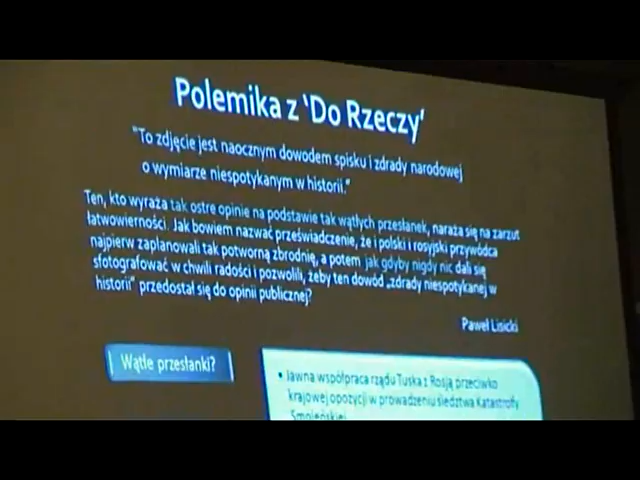 Polemika z 'Do Rzeczy'
"To zdjęcie jest naocznym dowodem spisku i zdrady narodowej
o wymiarze niespotykanym w historii."
Ten, kto wyraża tak ostre opinie na podstawie tak wątłych przesłanek, naraża się na zarzut
łatwowierności. Jak bowiem nazwać przeświadczenie, że i polski i rosyjski przywódca
najpierw zaplanowali tak potworną zbrodnię, a potem jak gdyby nigdy nic dali się
sfotografować w chwili radości i pozwolili, żeby ten dowód „zdrady niespotykanej w
historii" przedostał się do opinii publicznej?
Paweł Lisicki
Wątłe przesłanki?
• Jawna współpraca rządu Tuska z Rosją przeciwko
krajowej opozycji w prowadzeniu śledztwa Katastrofy
Smoleńskiej